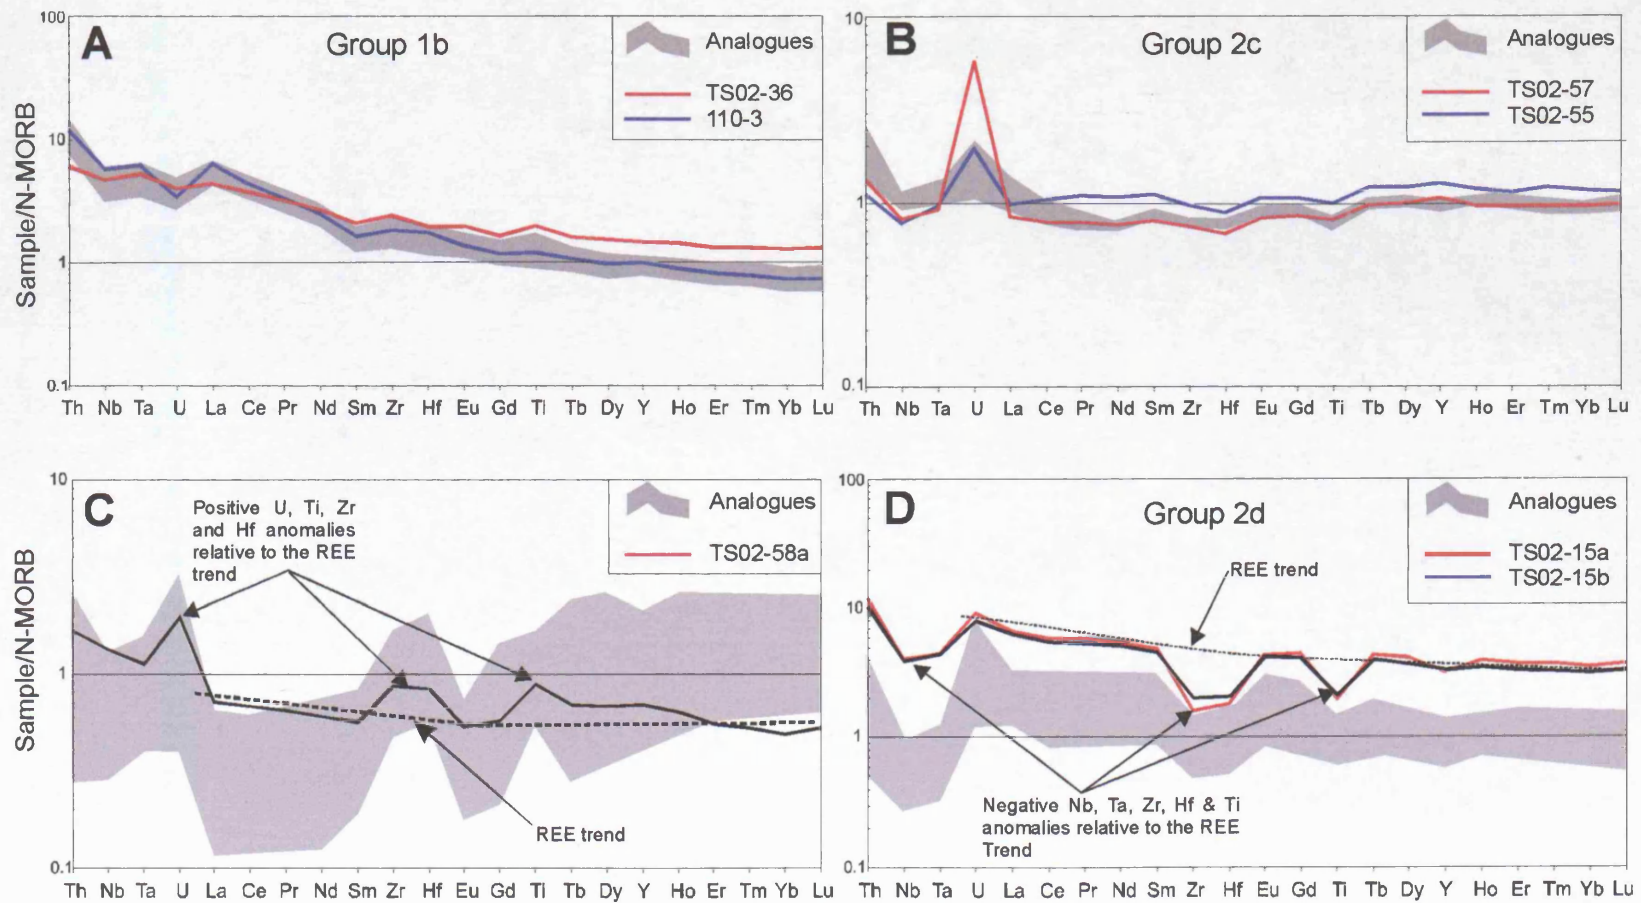 A
Group 1b
Analogues
TS02-36
110-3
100
10
1
0.1
Sample/N-MORB
Th Nb Ta U La Ce Pr Nd Sm Zr Hf Eu Gd Ti Tb Dy Y Ho Er Tm Yb Lu
B
Group 2c
Analogues
TS02-57
TS02-55
10
1
0.1
Th Nb Ta U La Ce Pr Nd Sm Zr Hf Eu Gd Ti Tb Dy Y Ho Er Tm Yb Lu
C
Positive U, Ti, Zr
and Hf anomalies
relative to the REE
trend
Analogues
TS02-58a
REE trend
10
1
0.1
Sample/N-MORB
Th Nb Ta U La Ce Pr Nd Sm Zr Hf Eu Gd Ti Tb Dy Y Ho Er Tm Yb Lu
D
Group 2d
Analogues
TS02-15a
TS02-15b
REE trend
Negative Nb, Ta, Zr, Hf & Ti
anomalies relative to the REE
Trend
100
10
1
0.1
Th Nb Ta U La Ce Pr Nd Sm Zr Hf Eu Gd Ti Tb Dy Y Ho Er Tm Yb Lu